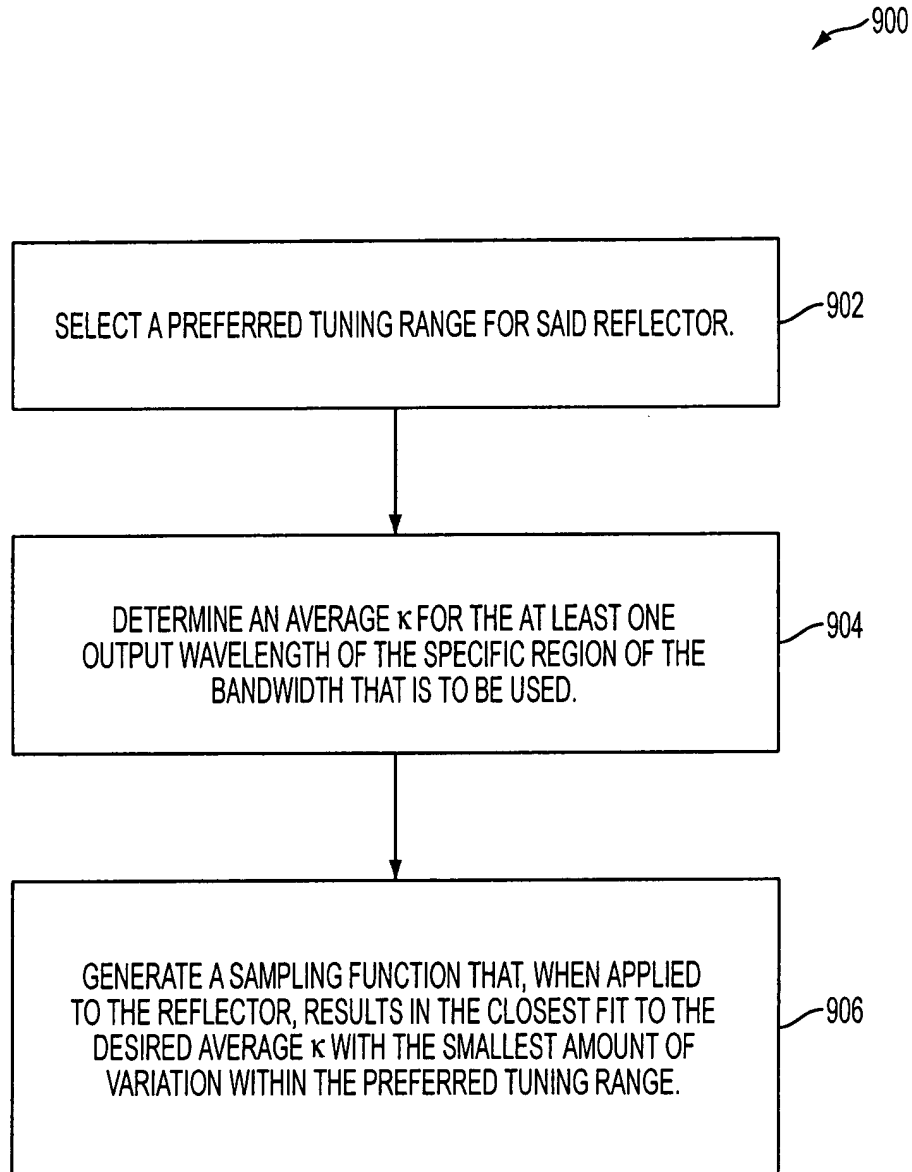 900
SELECT A PREFERRED TUNING RANGE FOR SAID REFLECTOR.
902
DETERMINE AN AVERAGE κ FOR THE AT LEAST ONE
OUTPUT WAVELENGTH OF THE SPECIFIC REGION OF THE
BANDWIDTH THAT IS TO BE USED.
904
GENERATE A SAMPLING FUNCTION THAT, WHEN APPLIED
TO THE REFLECTOR, RESULTS IN THE CLOSEST FIT TO THE
DESIRED AVERAGE κ WITH THE SMALLEST AMOUNT OF
VARIATION WITHIN THE PREFERRED TUNING RANGE.
906